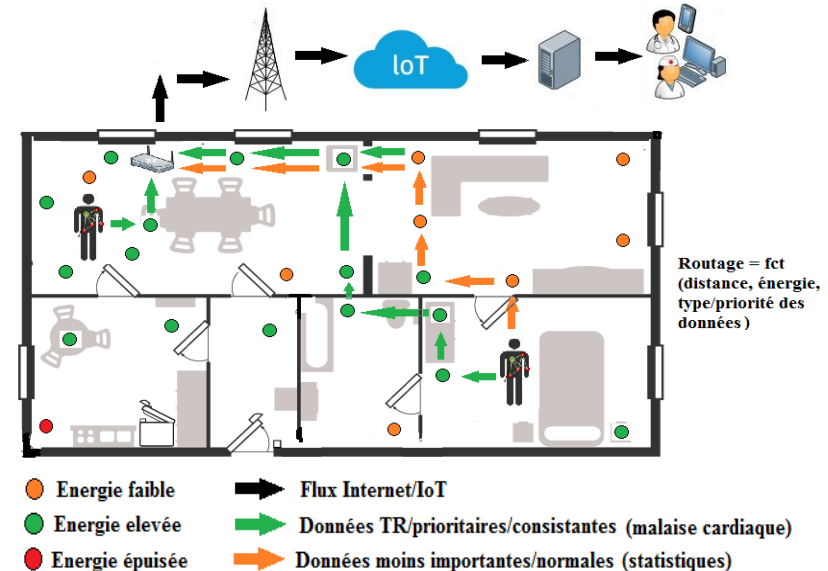 IoT
Routage = fct
(distance, énergie,
type/priorité des
données )
Energie faible
Flux Internet/IoT
Energie elevée
Données TR/prioritaires/consistantes (malaise cardiaque)
Energie épuisée
Données moins importantes/normales (statistiques)